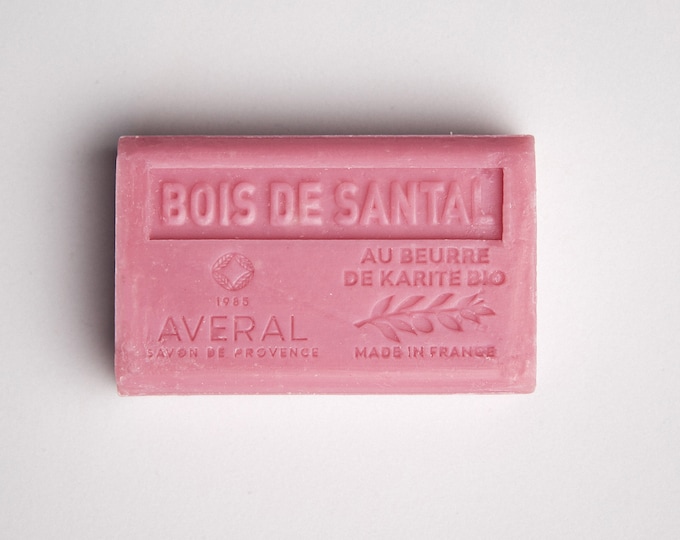 BOIS DE SANTAL
AU BEURRE
DE KARITE BIO
1985
AVERAL
SAVON DE PROVENCE
MADE IN FRANCE